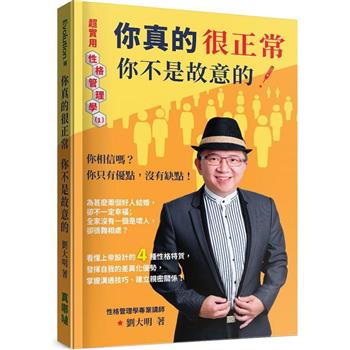 超實用
性格管理學
(1)
你真的很正常
你不是故意的
你相信嗎?
你只有優點,沒有缺點!
為甚麼兩個好人結婚,
卻不一定幸福;
全家沒有一個是壞人,
卻很難相處?
看懂上帝設計的4種性格特質,
發揮自我的差異化優勢,
掌握溝通技巧、建立親密關係!
性格管理學專業講師
★劉大明 著
Evolution
你真的很正常 你不是故意的
劉大明 著